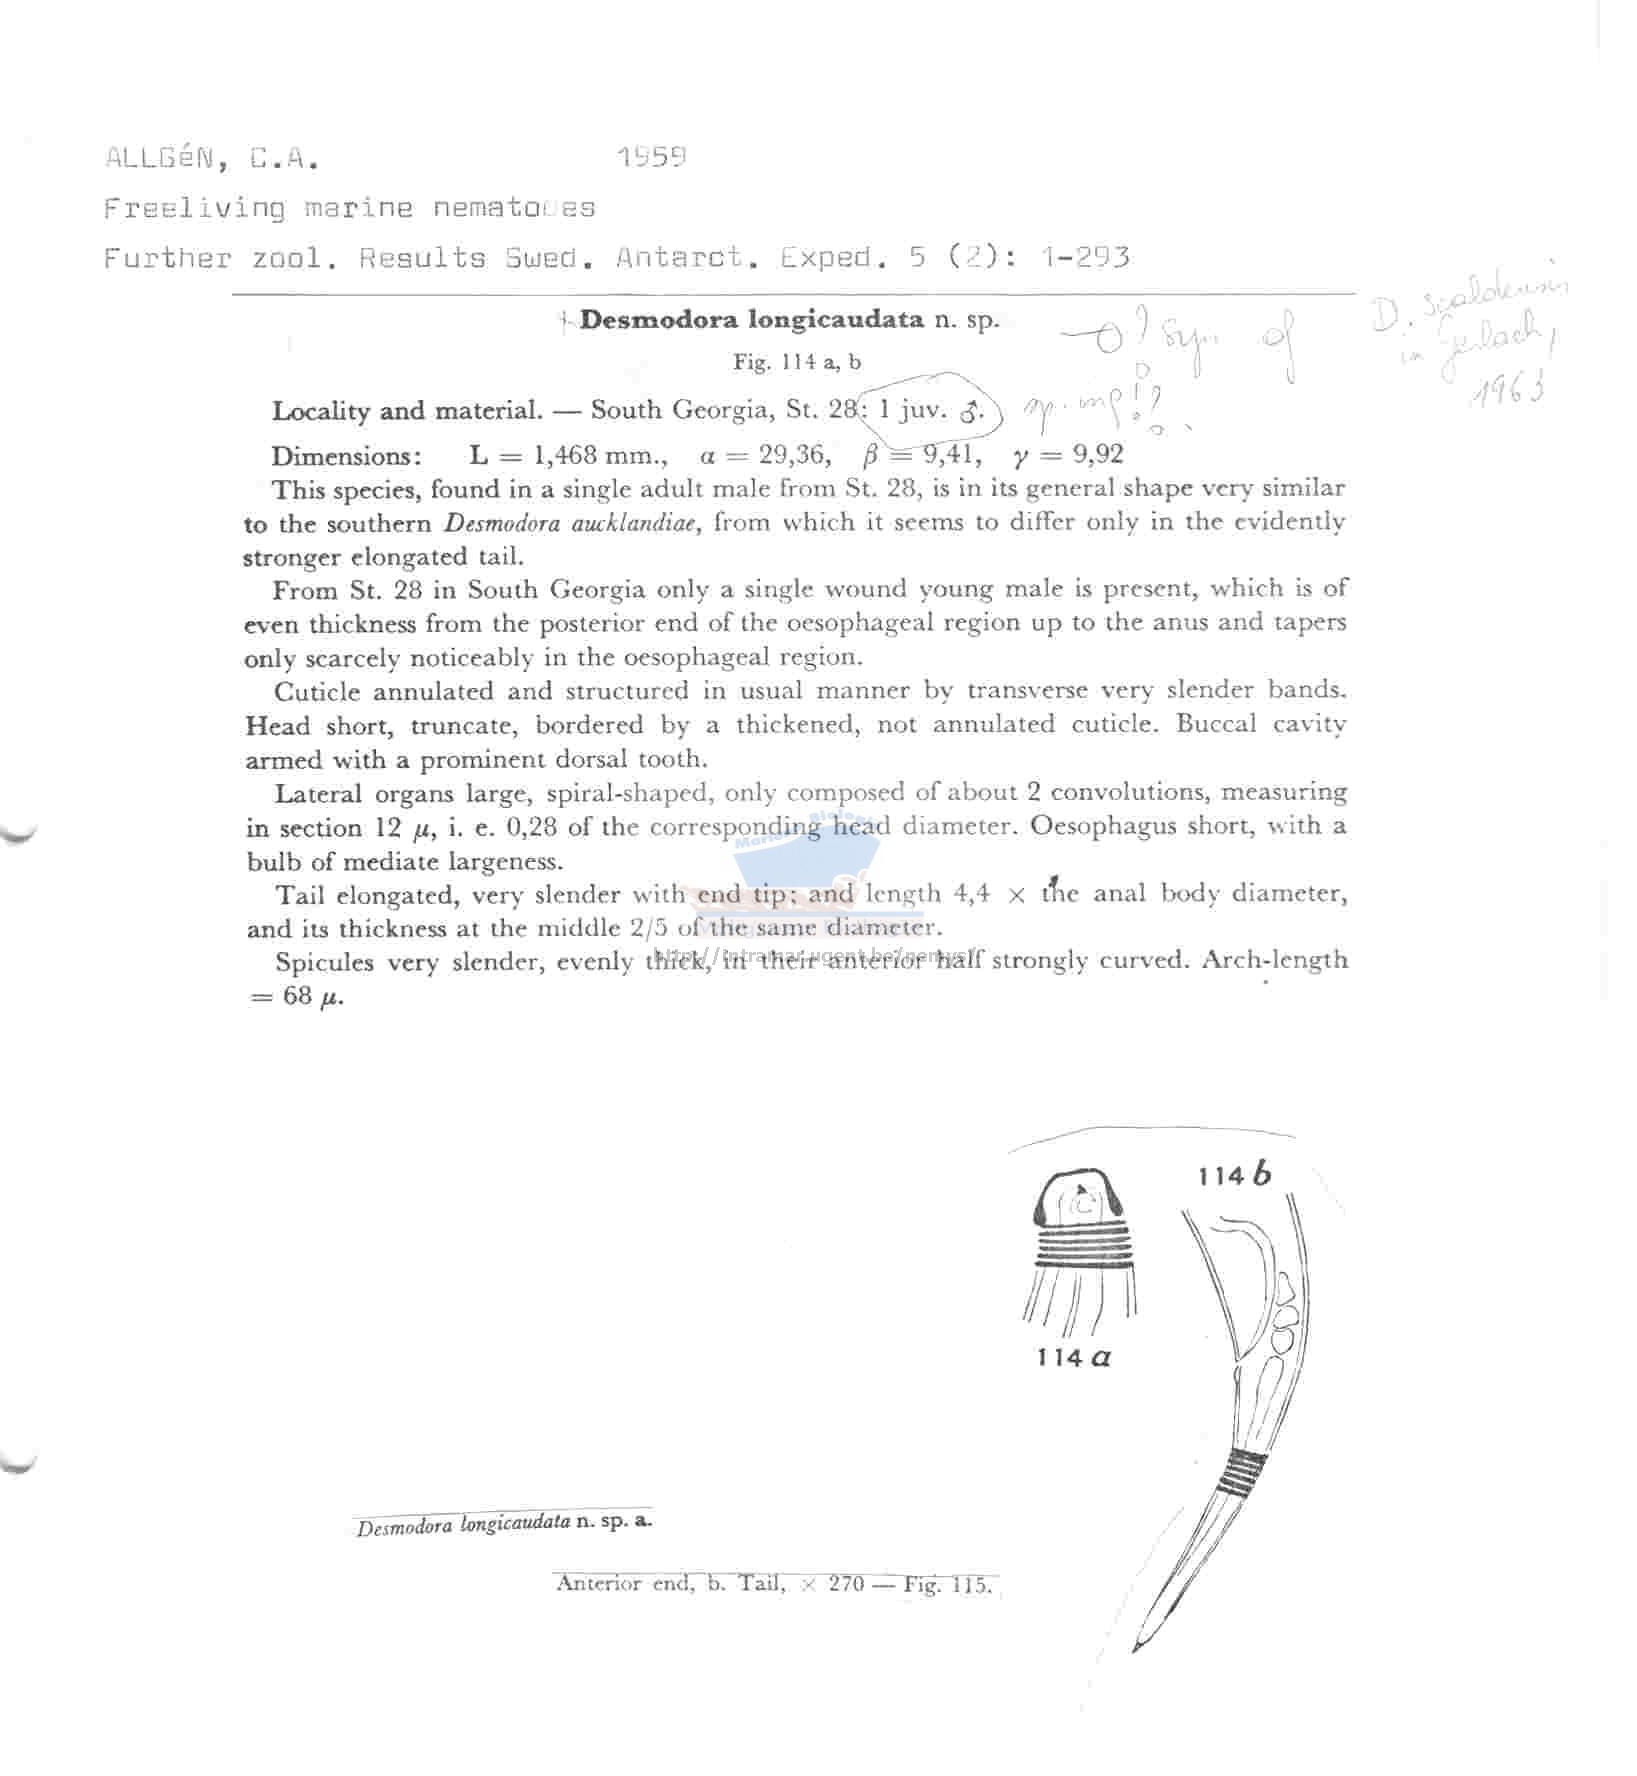 ALLGéN, C.A. 1959
Freeliving marine nematodes
Further zool. Results Swed. Antarct. Exped. 5 (2): 1-293
Desmodora longicaudata n. sp.
→ ? Syn of D. scaldensis
in Gerlach,
1963
Fig. 114 a, b
Locality and material. — South Georgia, St. 28: 1 juv. ♂. sp. inq!?
Dimensions: L = 1,468 mm., α = 29,36, β = 9,41, γ = 9,92
This species, found in a single adult male from St. 28, is in its general shape very similar
to the southern Desmodora aucklandiae, from which it seems to differ only in the evidently
stronger elongated tail.
From St. 28 in South Georgia only a single wound young male is present, which is of
even thickness from the posterior end of the oesophageal region up to the anus and tapers
only scarcely noticeably in the oesophageal region.
Cuticle annulated and structured in usual manner by transverse very slender bands.
Head short, truncate, bordered by a thickened, not annulated cuticle. Buccal cavity
armed with a prominent dorsal tooth.
Lateral organs large, spiral-shaped, only composed of about 2 convolutions, measuring
in section 12 μ, i. e. 0,28 of the corresponding head diameter. Oesophagus short, with a
bulb of mediate largeness.
Tail elongated, very slender with end tip; and length 4,4 × the anal body diameter,
and its thickness at the middle 2/5 of the same diameter.
Spicules very slender, evenly thick, in their anterior half strongly curved. Arch-length
= 68 μ.
Marine Biology
http://intramar.ugent.be/nemys/
114 b
114 a
Desmodora longicaudata n. sp. a.
Anterior end, b. Tail, × 270 — Fig. 115.